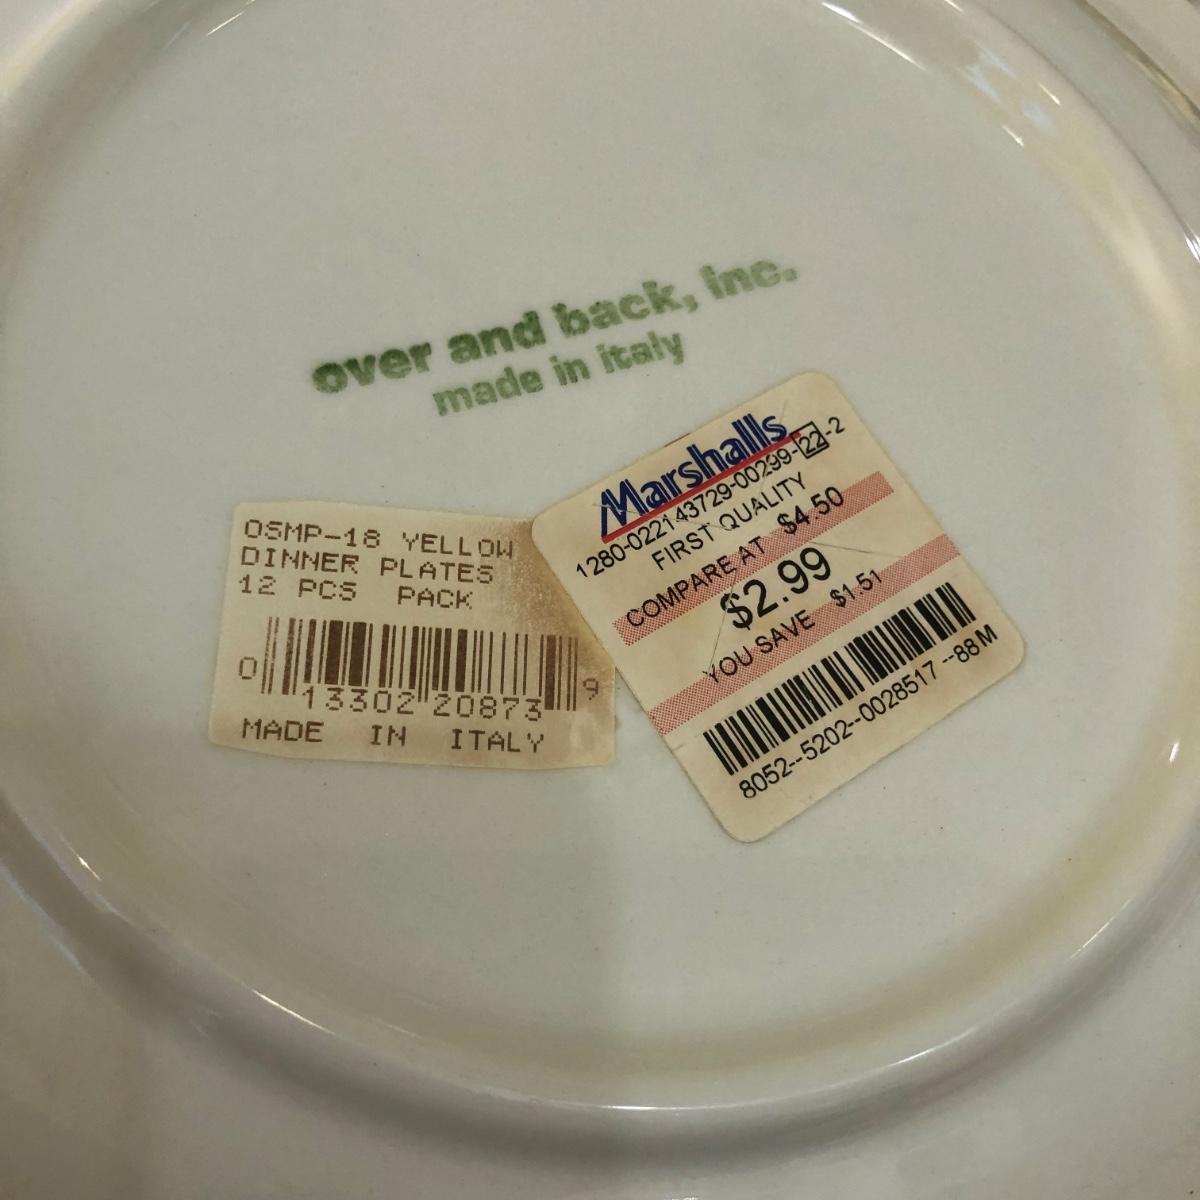 over and back, inc.
made in italy
OSMP-18 YELLOW
DINNER PLATES
12 PCS PACK
0 13302 20873 9
MADE IN ITALY
Marshalls
1280-022143729-00299-22-2
FIRST QUALITY
COMPARE AT $4.50
$2.99
YOU SAVE $1.51
8052--5202--0028517 --88M